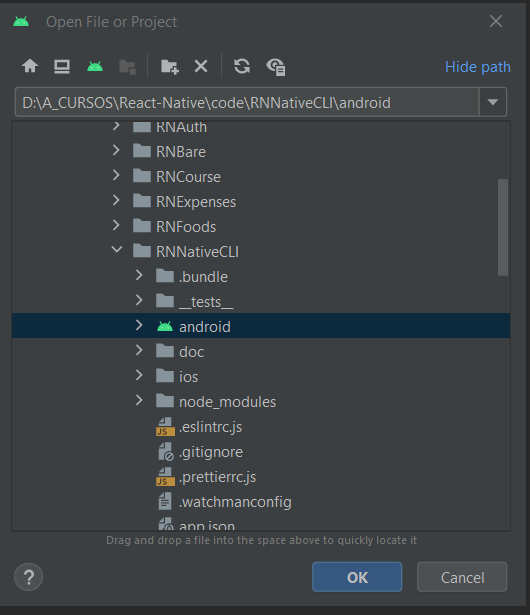 Open File or Project
Hide path
D:\A_CURSOS\React-Native\code\RNNativeCLI\android
RNAuth
RNBare
RNCourse
RNExpenses
RNFoods
RNNativeCLI
.bundle
__tests__
android
doc
ios
node_modules
JS .eslintrc.js
.gitignore
JS .prettierrc.js
.watchmanconfig
app.json
Drag and drop a file into the space above to quickly locate it
? OK Cancel